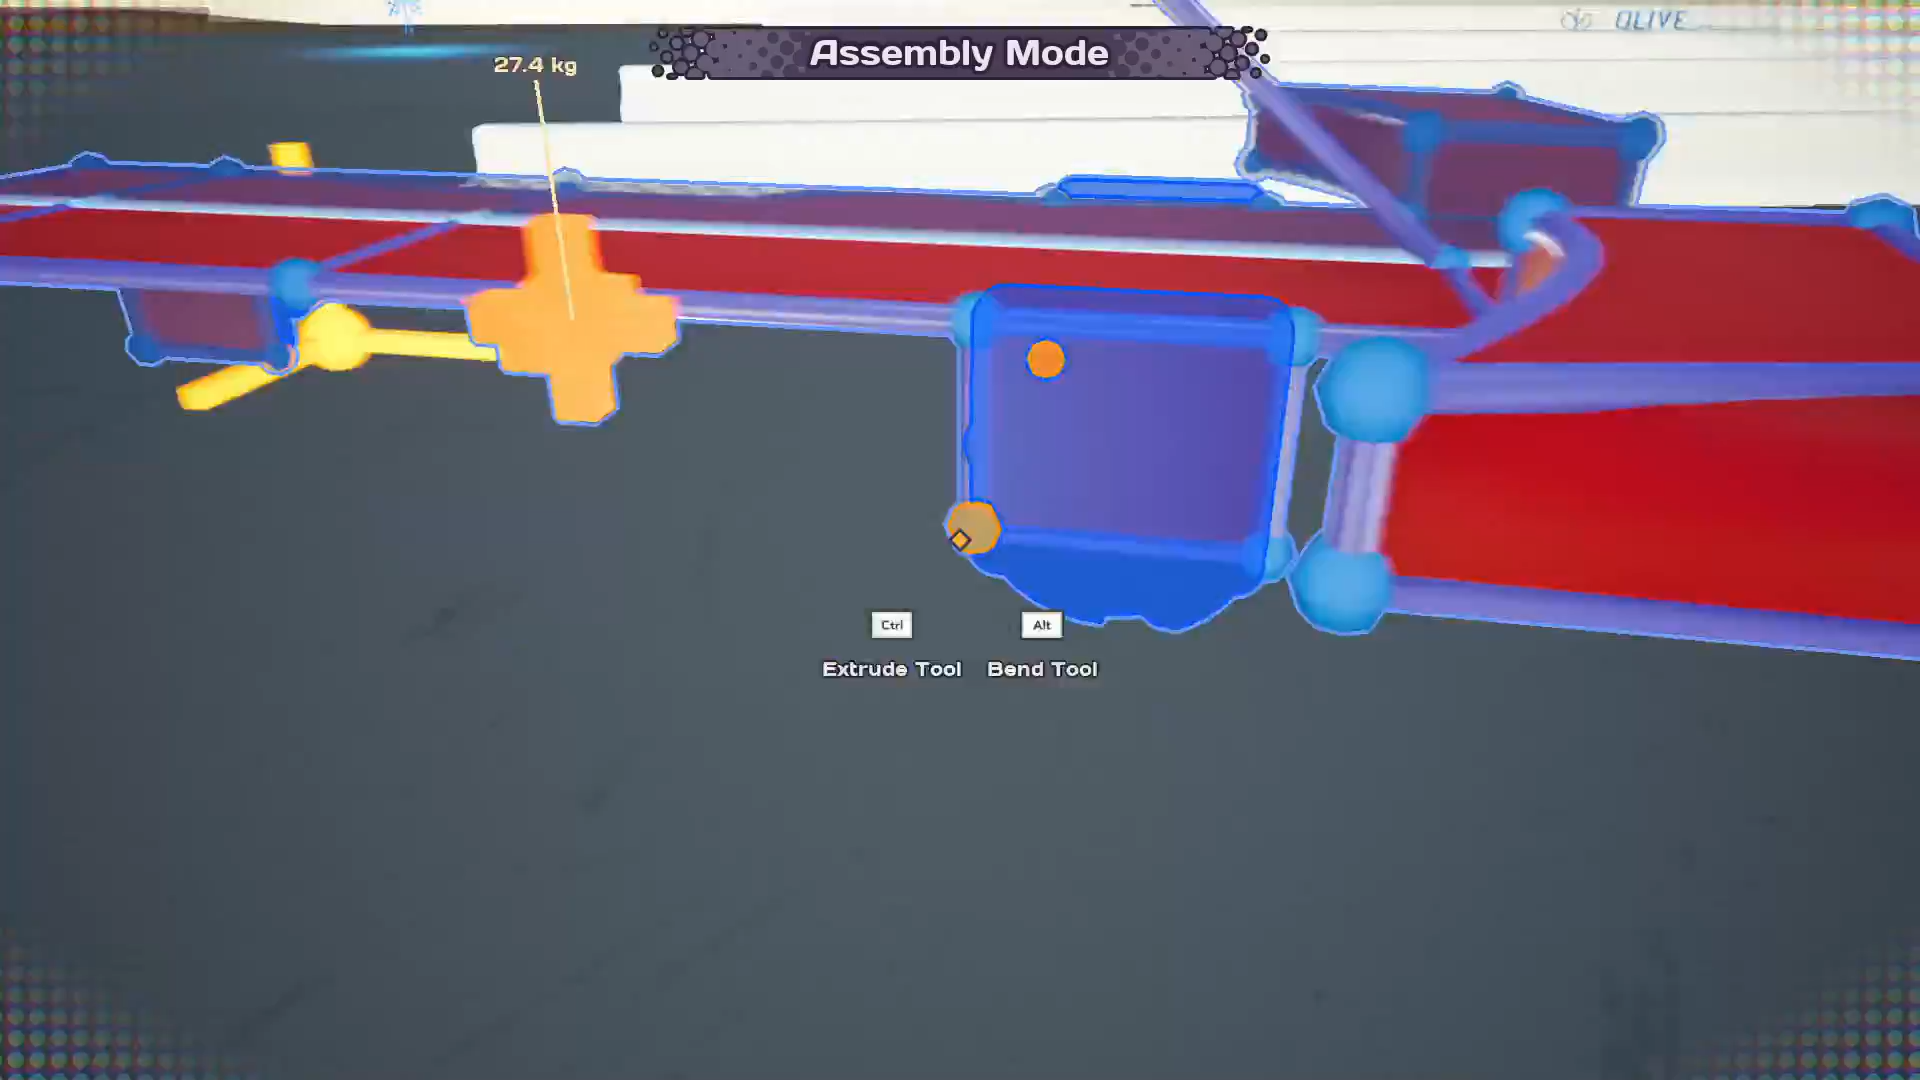 OLIVE
Assembly Mode
27.4 kg
Ctrl
Alt
Extrude Tool
Bend Tool